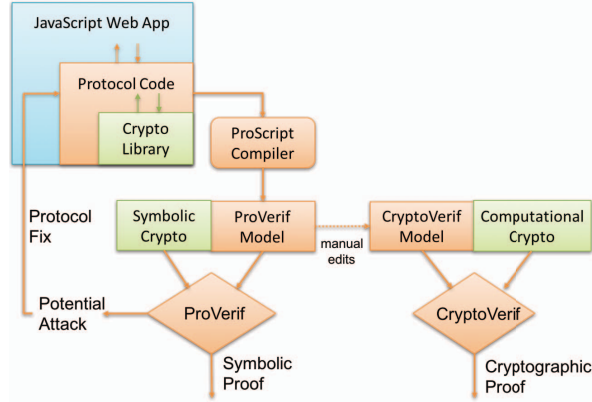 JavaScript Web App
Protocol Code
Crypto
Library
ProScript
Compiler
Protocol
Fix
Symbolic
Crypto
ProVerif
Model
manual
edits
CryptoVerif
Model
Computational
Crypto
Potential
Attack
ProVerif
CryptoVerif
Symbolic
Proof
Cryptographic
Proof